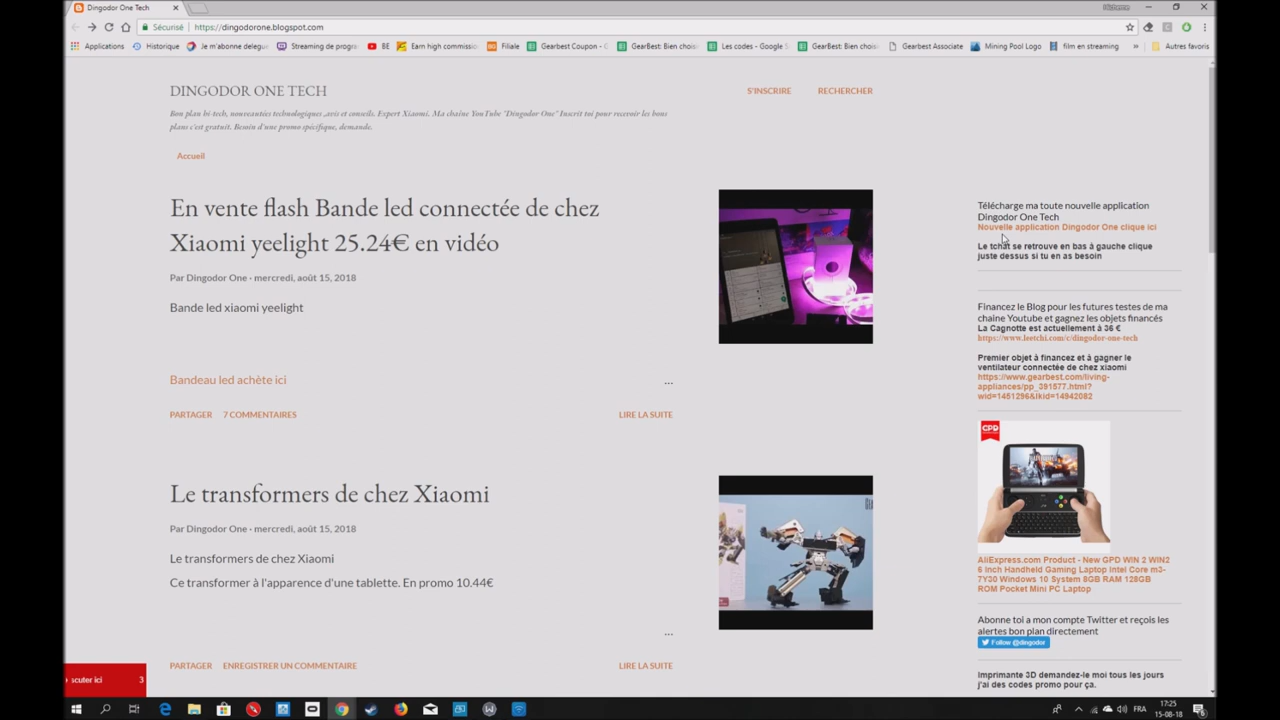 Dingodor One Tech
Sécurisé https://dingodorone.blogspot.com
Applications Historique Je m'abonne delegu Streaming de progr BE Earn high commissio Filiale Gearbest Coupon - G GearBest: Bien chois Les codes - Google S GearBest: Bien chois Gearbest Associate Mining Pool Logo film en streaming » Autres favoris
DINGODOR ONE TECH
S'INSCRIRE RECHERCHER
Bon plan hi-tech, nouveautées technologiques ,avis et conseils. Expert Xiaomi. Ma chaîne YouTube "Dingodor One" Inscrit toi pour recevoir les bons
plans c'est gratuit. Besoin d'une promo spécifique, demande.
Accueil
En vente flash Bande led connectée de chez
Xiaomi yeelight 25.24€ en vidéo
Par Dingodor One · mercredi, août 15, 2018
Bande led xiaomi yeelight
Bandeau led achète ici
...
PARTAGER 7 COMMENTAIRES LIRE LA SUITE
Le transformers de chez Xiaomi
Par Dingodor One · mercredi, août 15, 2018
Le transformers de chez Xiaomi
Ce transformer à l'apparence d'une tablette. En promo 10.44€
...
PARTAGER ENREGISTRER UN COMMENTAIRE LIRE LA SUITE
Télécharge ma toute nouvelle application
Dingodor One Tech
Nouvelle application Dingodor One clique ici
Le tchat se retrouve en bas à gauche clique
juste dessus si tu en as besoin
Financez le Blog pour les futures testes de ma
chaine Youtube et gagnez les objets financés
La Cagnotte est actuellement à 36 €
https://www.leetchi.com/c/dingodor-one-tech
Premier objet à financez et à gagner le
ventilateur connectée de chez xiaomi
https://www.gearbest.com/living-
appliances/pp_391577.html?
wid=1451296&lkid=14942082
GPD
AliExpress.com Product - New GPD WIN 2 WIN2
6 Inch Handheld Gaming Laptop Intel Core m3-
7Y30 Windows 10 System 8GB RAM 128GB
ROM Pocket Mini PC Laptop
Abonne toi a mon compte Twitter et reçois les
alertes bon plan directement
Follow @dingodor
Imprimante 3D demandez-le moi tous les jours
j'ai des codes promo pour ça.
scuter ici 3
FRA
17:25
15-08-18
6